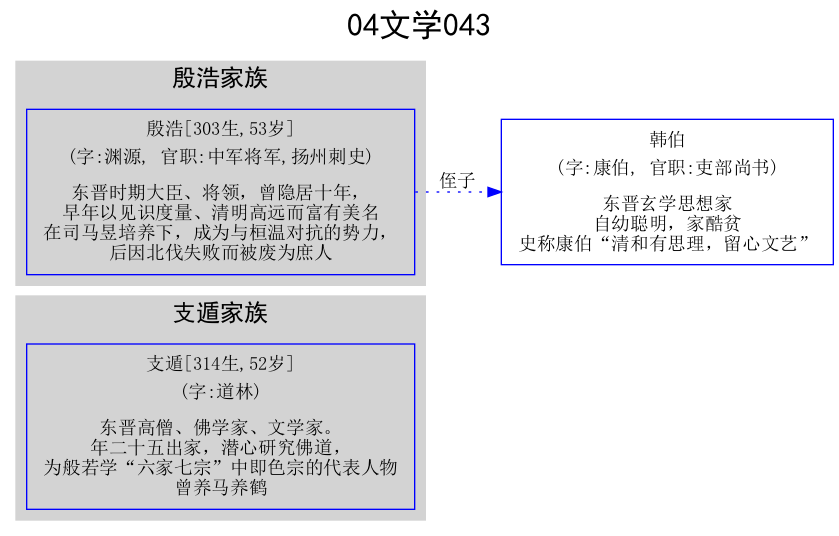 04文学043
殷浩家族
殷浩[303生,53岁]
(字:渊源, 官职:中军将军,扬州刺史)
东晋时期大臣、将领，曾隐居十年，
早年以见识度量、清明高远而富有美名
在司马昱培养下，成为与桓温对抗的势力，
后因北伐失败而被废为庶人
侄子
韩伯
(字:康伯, 官职:吏部尚书)
东晋玄学思想家
自幼聪明，家酷贫
史称康伯“清和有思理，留心文艺”
支遁家族
支遁[314生,52岁]
(字:道林)
东晋高僧、佛学家、文学家。
年二十五出家，潜心研究佛道，
为般若学“六家七宗”中即色宗的代表人物
曾养马养鹤